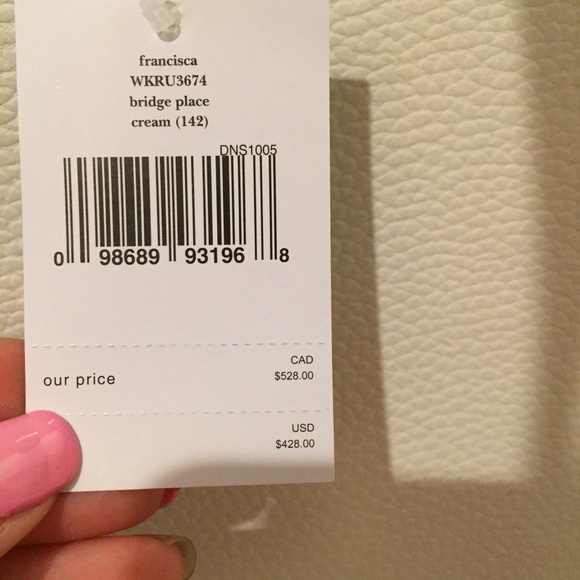 francisca
WKRU3674
bridge place
cream (142)
DNS1005
0 98689 93196 8
our price
CAD
$528.00
USD
$428.00